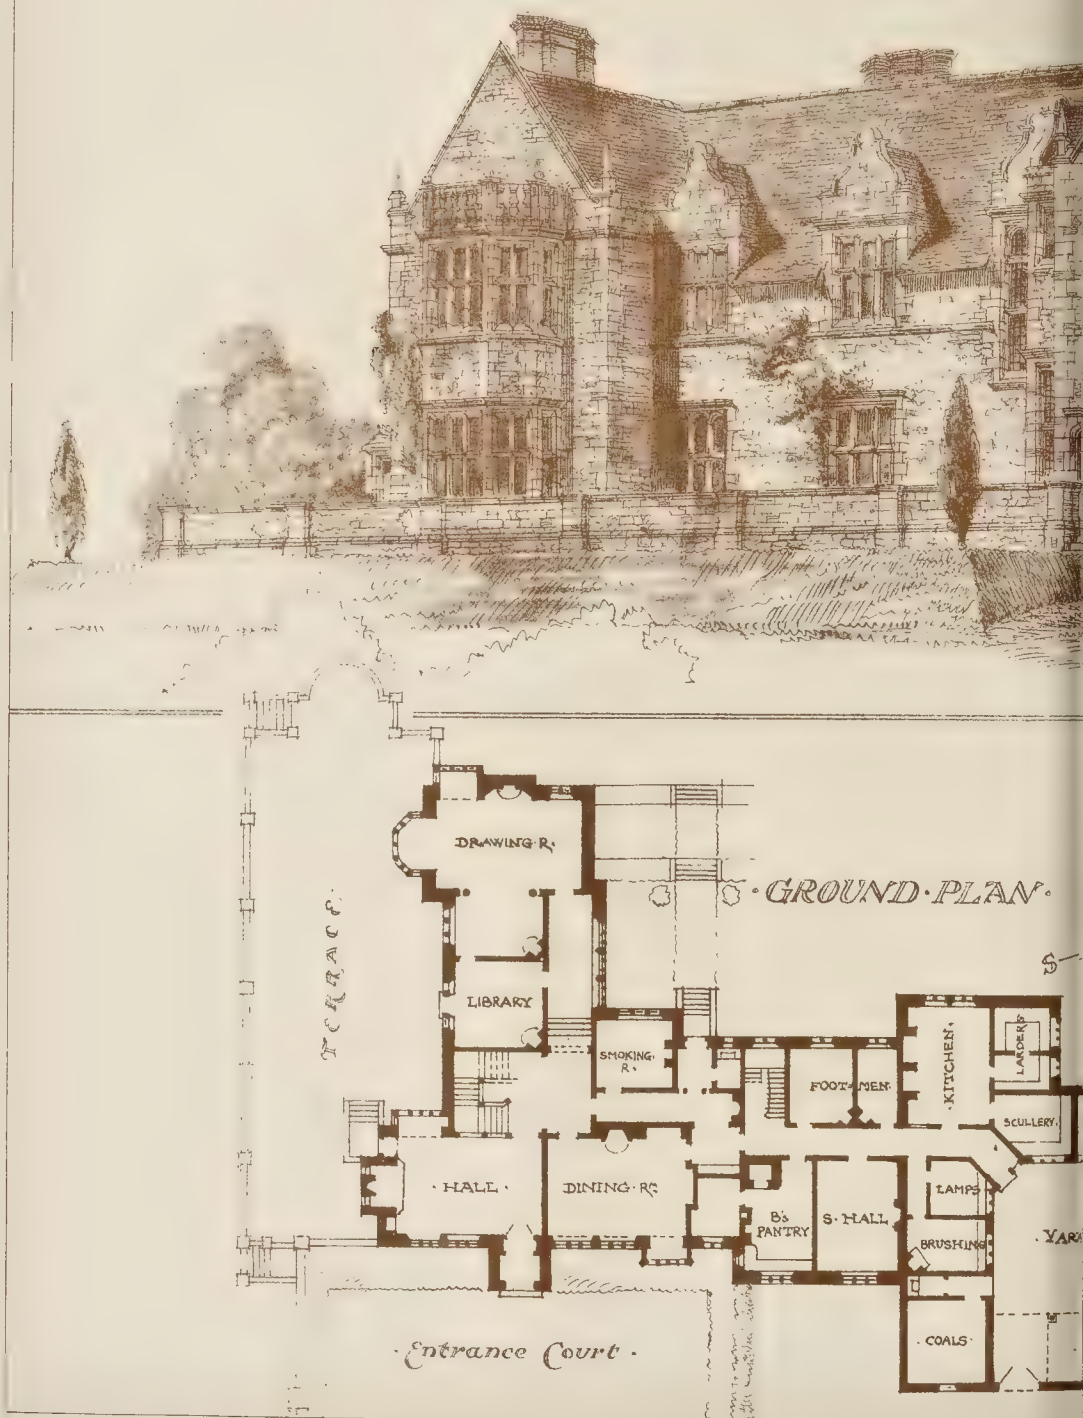 DRAWING·R.
·GROUND·PLAN·
TERRACE
S
LIBRARY
SMOKING·
R.
FOOT·MEN·
·KITCHEN·
LARDERS
SCULLERY·
·HALL·
DINING·RM
B's
PANTRY
S·HALL
LAMPS
BRUSHING
·YAR
·COALS·
·Entrance Court·